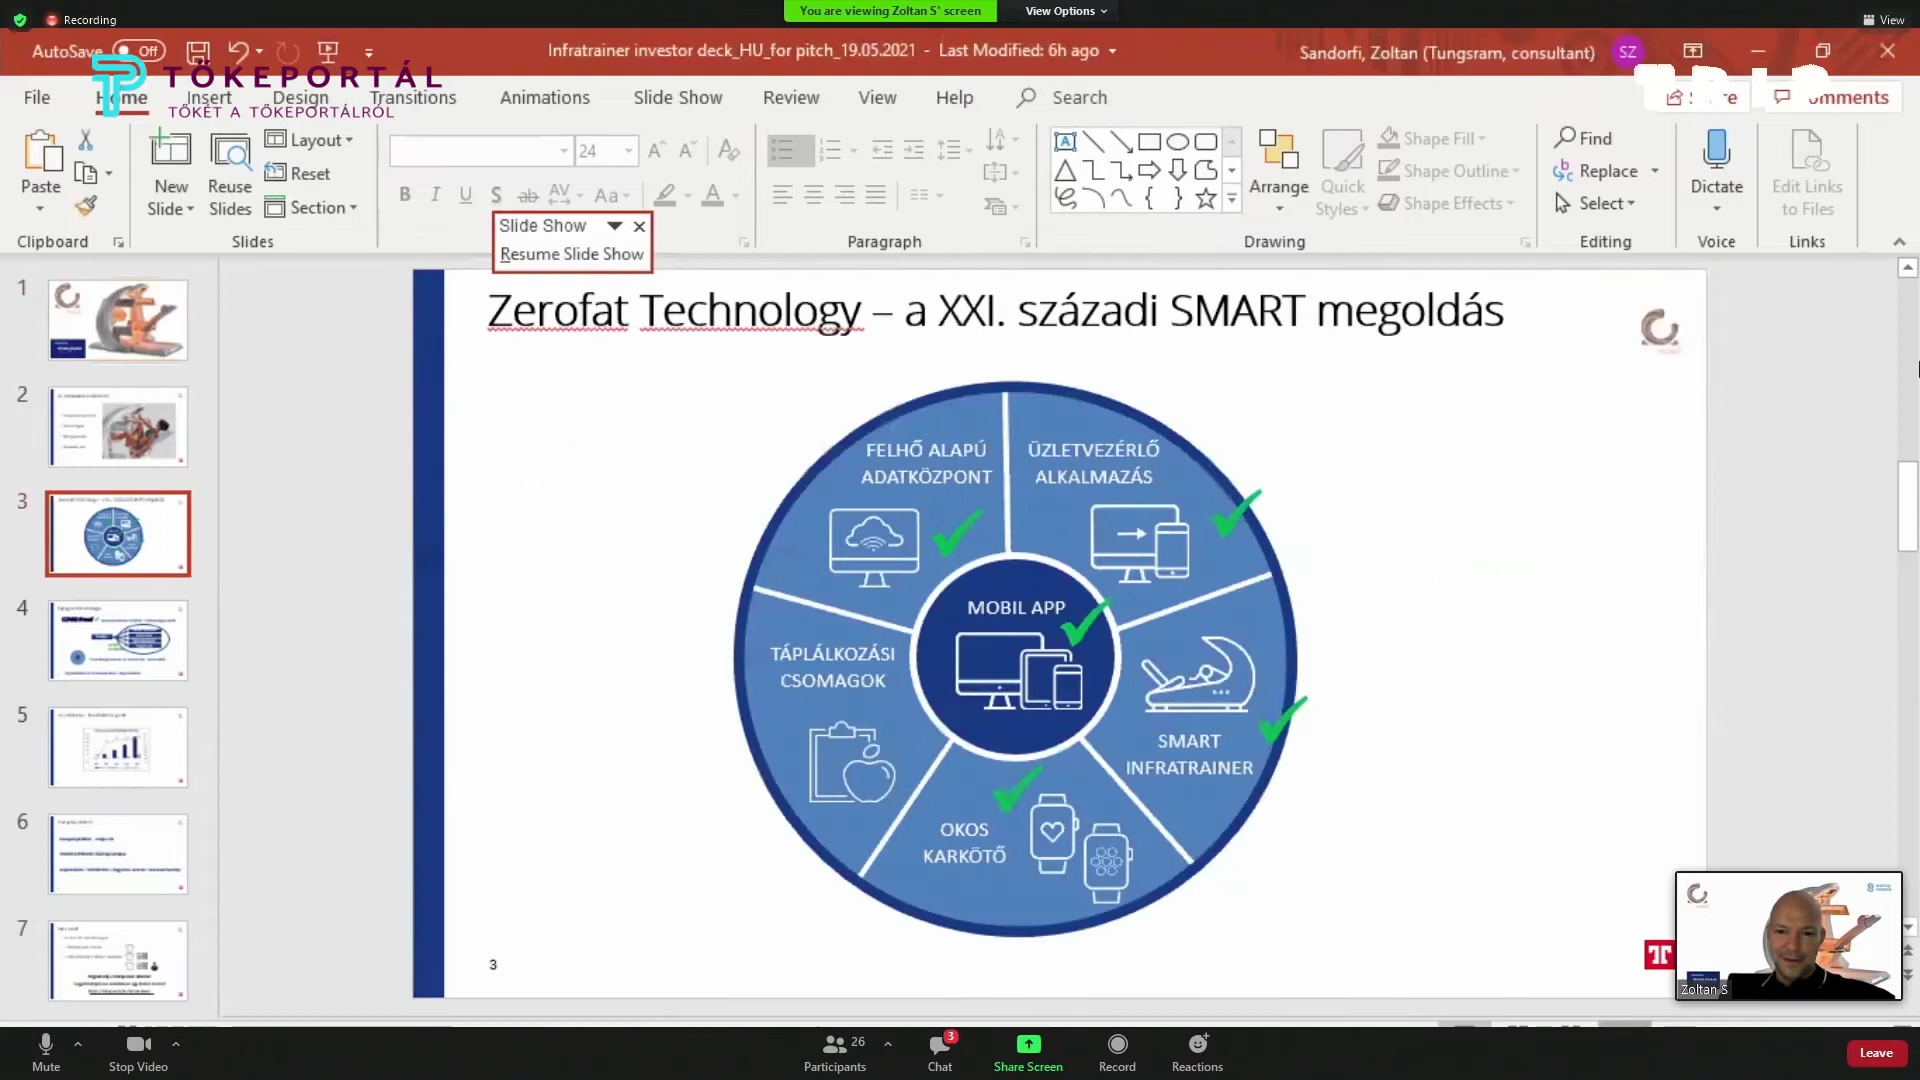 Recording
You are viewing Zoltan S' screen
View Options
View
AutoSave
Off
Infratrainer investor deck_HU_for pitch_19.05.2021 - Last Modified: 6h ago
Sandorfi, Zoltan (Tungsram, consultant)
SZ
TŐKEPORTÁL
TŐKÉT A TŐKEPORTÁLRÓL
File
Home
Insert
Design
Transitions
Animations
Slide Show
Review
View
Help
Search
Paste
Clipboard
New
Slide
Reuse
Slides
Layout
Reset
Section
Slides
24
B I U S ab AV Aa A
Paragraph
Arrange
Quick
Styles
Shape Fill
Shape Outline
Shape Effects
Drawing
Find
Replace
Select
Editing
Dictate
Voice
Edit Links
to Files
Links
Slide Show
Resume Slide Show
1
2
3
4
5
6
7
Zerofat Technology – a XXI. századi SMART megoldás
FELHŐ ALAPÚ
ADATKÖZPONT
ÜZLETVEZÉRLŐ
ALKALMAZÁS
MOBIL APP
TÁPLÁLKOZÁSI
CSOMAGOK
SMART
INFRATRAINER
OKOS
KARKÖTŐ
3
Zoltan S
Mute
Stop Video
Participants
26
Chat
3
Share Screen
Record
Reactions
Leave